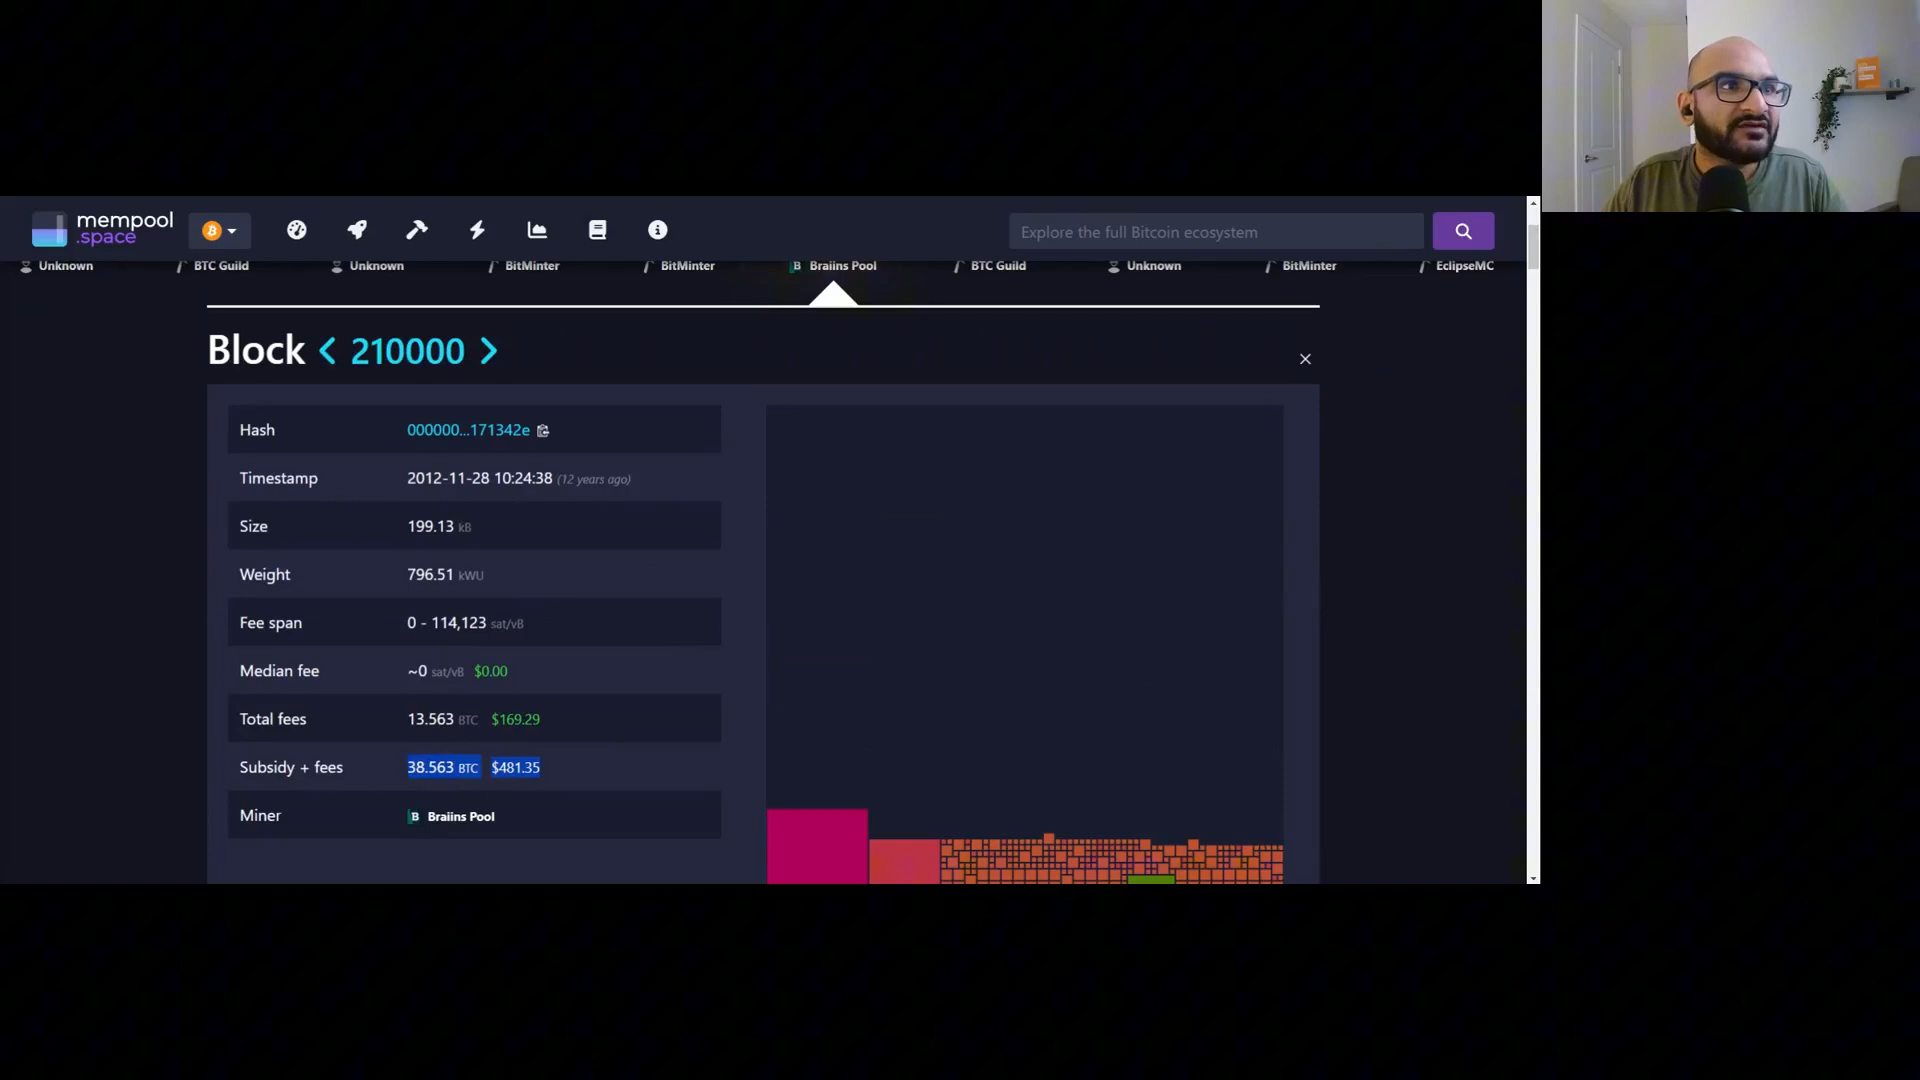 mempool
.space
Explore the full Bitcoin ecosystem
Unknown
BTC Guild
Unknown
BitMinter
BitMinter
Braiins Pool
BTC Guild
Unknown
BitMinter
EclipseMC
Block < 210000 >
Hash 000000...171342e
Timestamp 2012-11-28 10:24:38 (12 years ago)
Size 199.13 kB
Weight 796.51 kWU
Fee span 0 - 114,123 sat/vB
Median fee ~0 sat/vB $0.00
Total fees 13.563 BTC $169.29
Subsidy + fees 38.563 BTC $481.35
Miner Braiins Pool